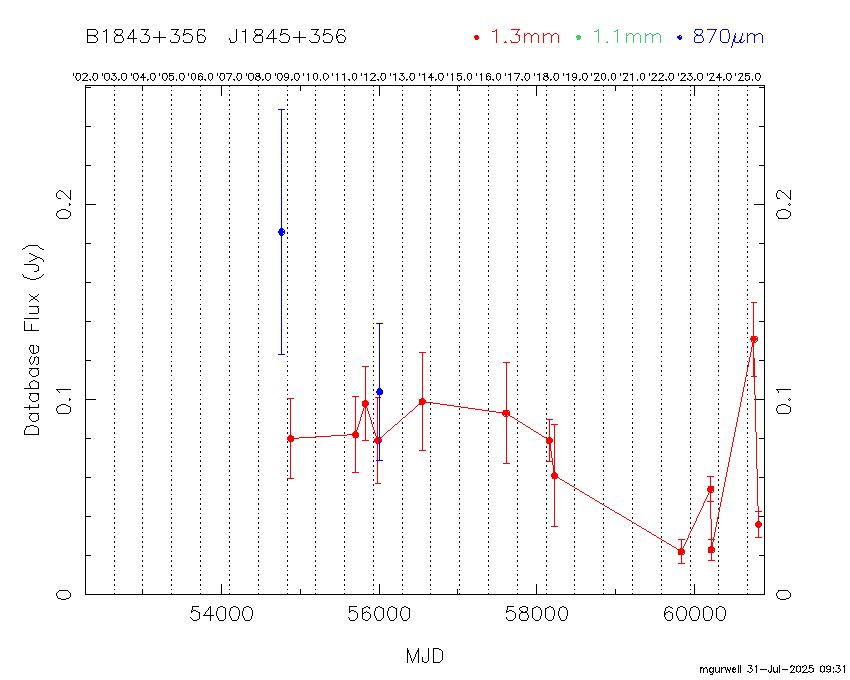 B1843+356 J1845+356 1.3mm 1.1mm 870μm
'02.0 '03.0 '04.0 '05.0 '06.0 '07.0 '08.0 '09.0 '10.0 '11.0 '12.0 '13.0 '14.0 '15.0 '16.0 '17.0 '18.0 '19.0 '20.0 '21.0 '22.0 '23.0 '24.0 '25.0
0.2 0.2
Database Flux (Jy)
0.1 0.1
0 0
54000 56000 58000 60000
MJD
mgurwell 31-Jul-2025 09:31